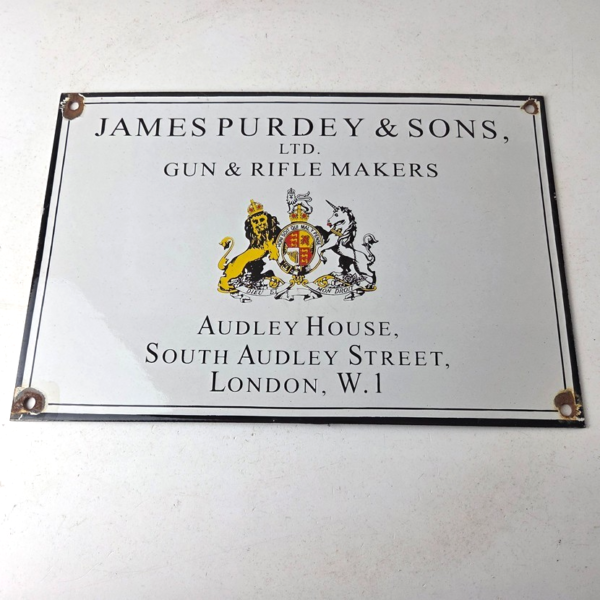 JAMES PURDEY & SONS,
LTD.
GUN & RIFLE MAKERS
AUDLEY HOUSE,
SOUTH AUDLEY STREET,
LONDON, W.1